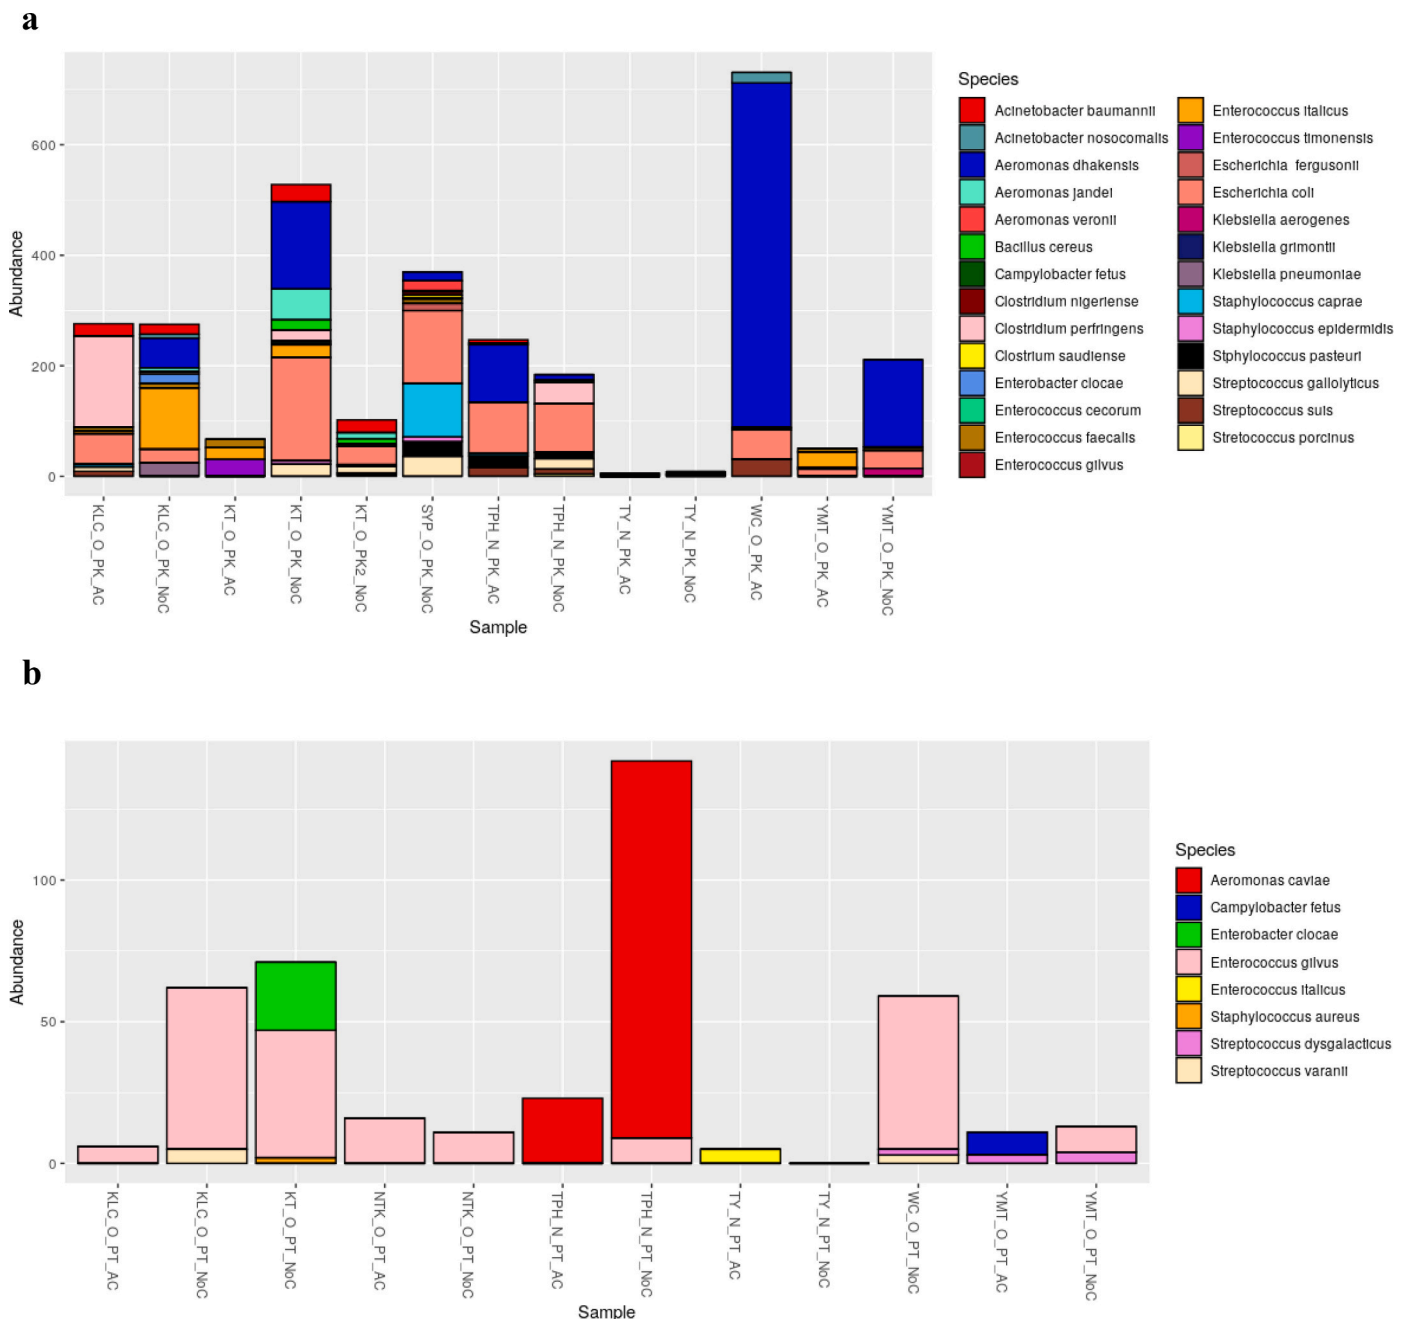 a
600
400
200
0
Abundance
KLC_O_PK_AC
KLC_O_PK_NoC
KT_O_PK_AC
KT_O_PK_NoC
KT_O_PK2_NoC
SYP_O_PK_NoC
TPH_N_PK_AC
TPH_N_PK_NoC
TY_N_PK_AC
TY_N_PK_NoC
WC_O_PK_AC
YMT_O_PK_AC
YMT_O_PK_NoC
Sample
Species
Acinetobacter baumannii
Acinetobacter nosocomalis
Aeromonas dhakensis
Aeromonas jandei
Aeromonas veronii
Bacillus cereus
Campylobacter fetus
Clostridium nigeriense
Clostridium perfringens
Clostrium saudiense
Enterobacter clocae
Enterococcus cecorum
Enterococcus faecalis
Enterococcus gilvus
Enterococcus italicus
Enterococcus timonensis
Escherichia  fergusonii
Escherichia coli
Klebsiella aerogenes
Klebsiella grimontii
Klebsiella pneumoniae
Staphylococcus caprae
Staphylococcus epidermidis
Stphylococcus pasteuri
Streptococcus gallolyticus
Streptococcus suis
Stretococcus porcinus
b
100
50
0
Abundance
KLC_O_PT_AC
KLC_O_PT_NoC
KT_O_PT_NoC
NTK_O_PT_AC
NTK_O_PT_NoC
TPH_N_PT_AC
TPH_N_PT_NoC
TY_N_PT_AC
TY_N_PT_NoC
WC_O_PT_NoC
YMT_O_PT_AC
YMT_O_PT_NoC
Sample
Species
Aeromonas caviae
Campylobacter fetus
Enterobacter clocae
Enterococcus gilvus
Enterococcus italicus
Staphylococcus aureus
Streptococcus dysgalacticus
Streptococcus varanii